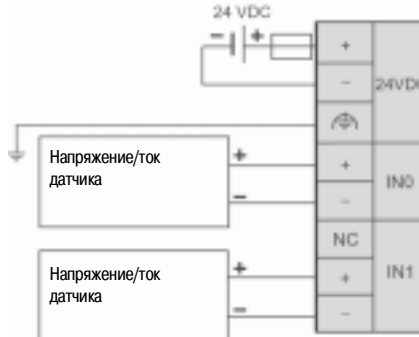 24 VDC
− +
+
− 24VDC
Напряжение/ток
датчика
+ +
− −
IN0
NC
Напряжение/ток
датчика
+ +
− −
IN1